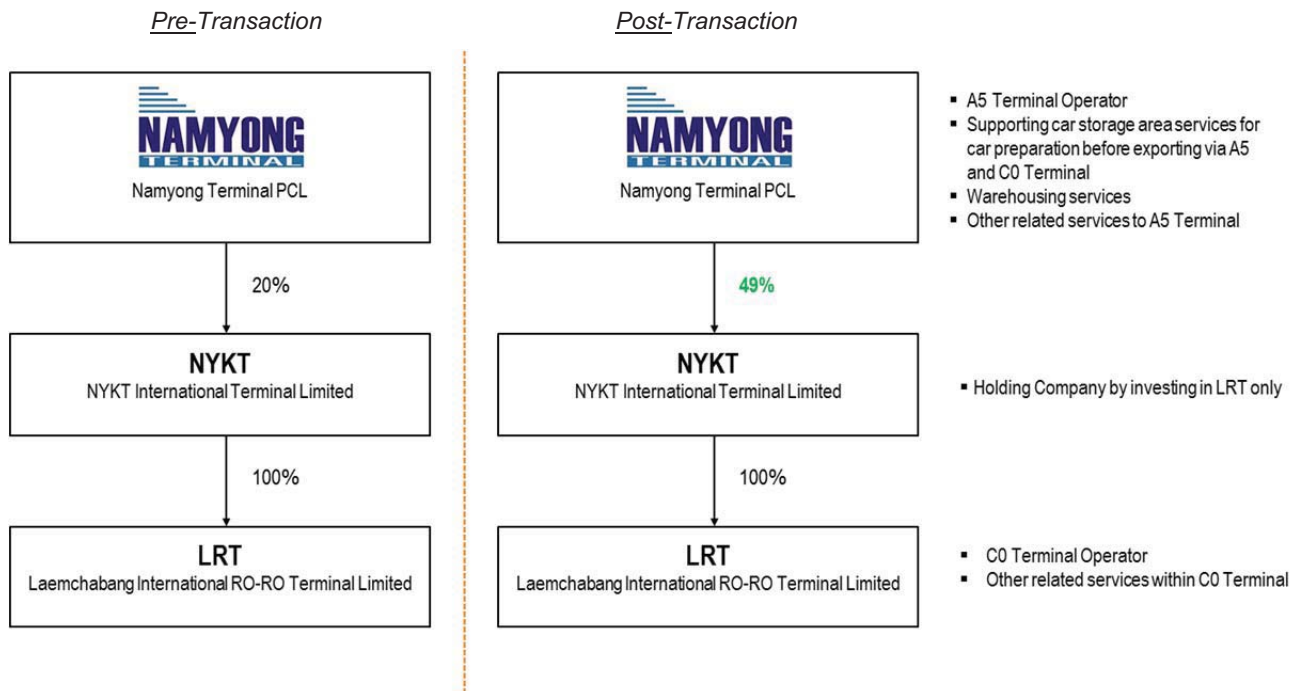 Pre-Transaction
Post-Transaction
NAMYONG
TERMINAL
Namyong Terminal PCL
NAMYONG
TERMINAL
Namyong Terminal PCL
▪ A5 Terminal Operator
▪ Supporting car storage area services for
car preparation before exporting via A5
and C0 Terminal
▪ Warehousing services
▪ Other related services to A5 Terminal
20%
49%
NYKT
NYKT International Terminal Limited
NYKT
NYKT International Terminal Limited
▪ Holding Company by investing in LRT only
100%
100%
LRT
Laemchabang International RO-RO Terminal Limited
LRT
Laemchabang International RO-RO Terminal Limited
▪ C0 Terminal Operator
▪ Other related services within C0 Terminal